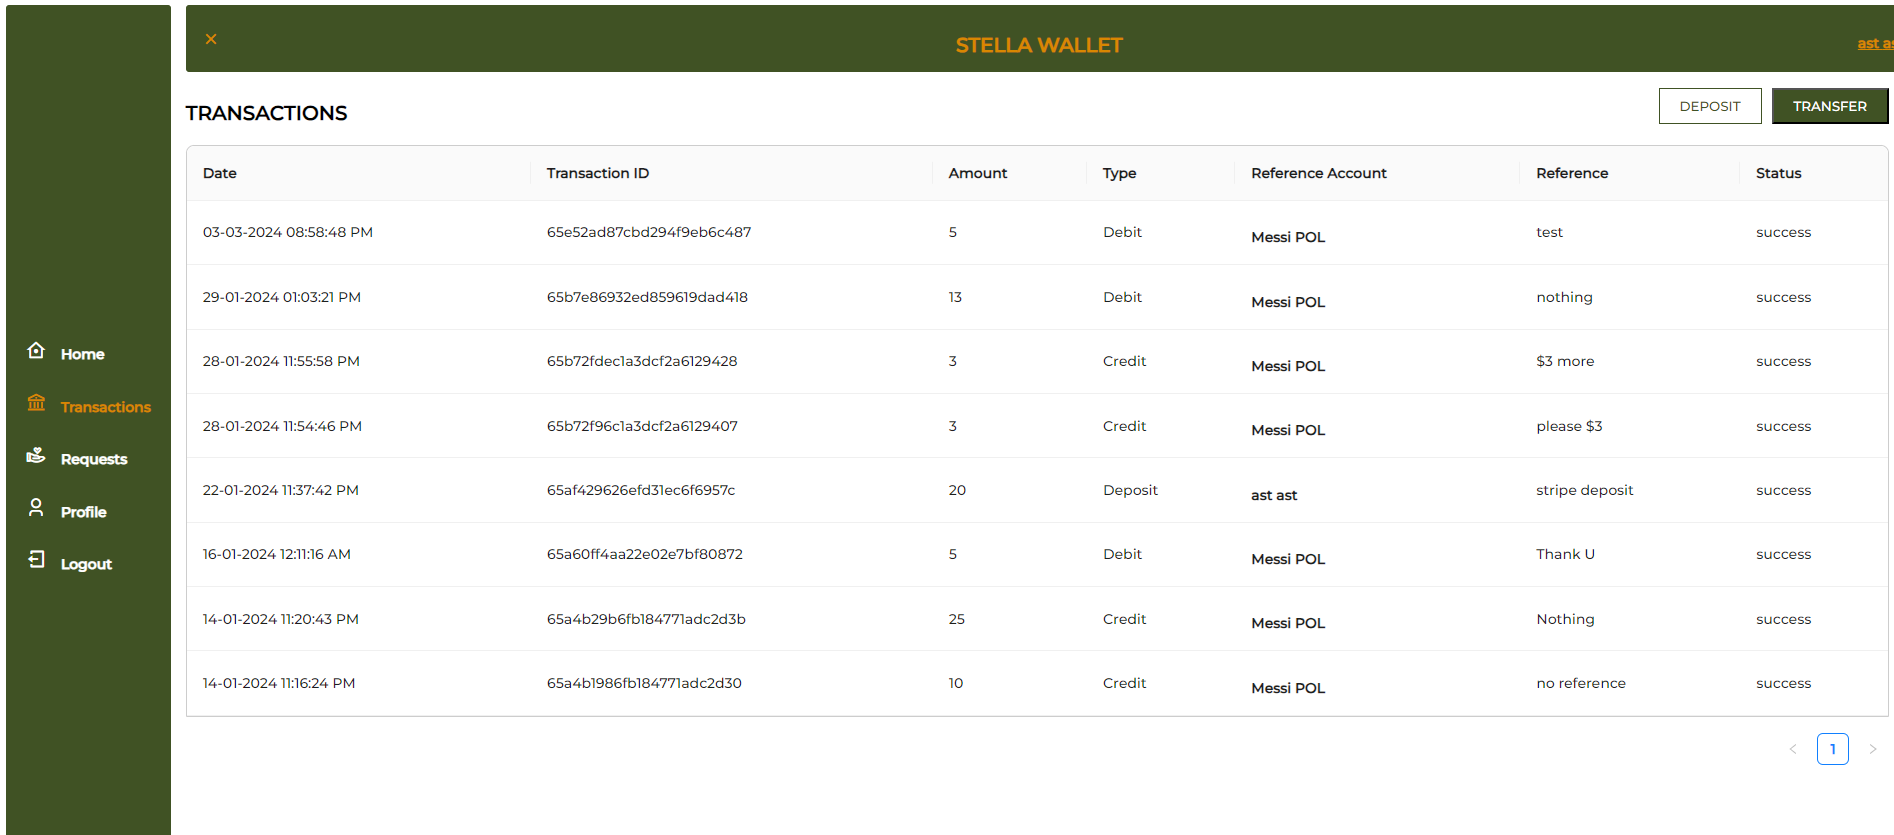 STELLA WALLET
ast as
TRANSACTIONS
DEPOSIT TRANSFER
Date Transaction ID Amount Type Reference Account Reference Status
03-03-2024 08:58:48 PM 65e52ad87cbd294f9eb6c487 5 Debit Messi POL test success
29-01-2024 01:03:21 PM 65b7e86932ed859619dad418 13 Debit Messi POL nothing success
28-01-2024 11:55:58 PM 65b72fdec1a3dcf2a6129428 3 Credit Messi POL $3 more success
28-01-2024 11:54:46 PM 65b72f96c1a3dcf2a6129407 3 Credit Messi POL please $3 success
22-01-2024 11:37:42 PM 65af429626efd31ec6f6957c 20 Deposit ast ast stripe deposit success
16-01-2024 12:11:16 AM 65a60ff4aa22e02e7bf80872 5 Debit Messi POL Thank U success
14-01-2024 11:20:43 PM 65a4b29b6fb184771adc2d3b 25 Credit Messi POL Nothing success
14-01-2024 11:16:24 PM 65a4b1986fb184771adc2d30 10 Credit Messi POL no reference success
1
Home
Transactions
Requests
Profile
Logout